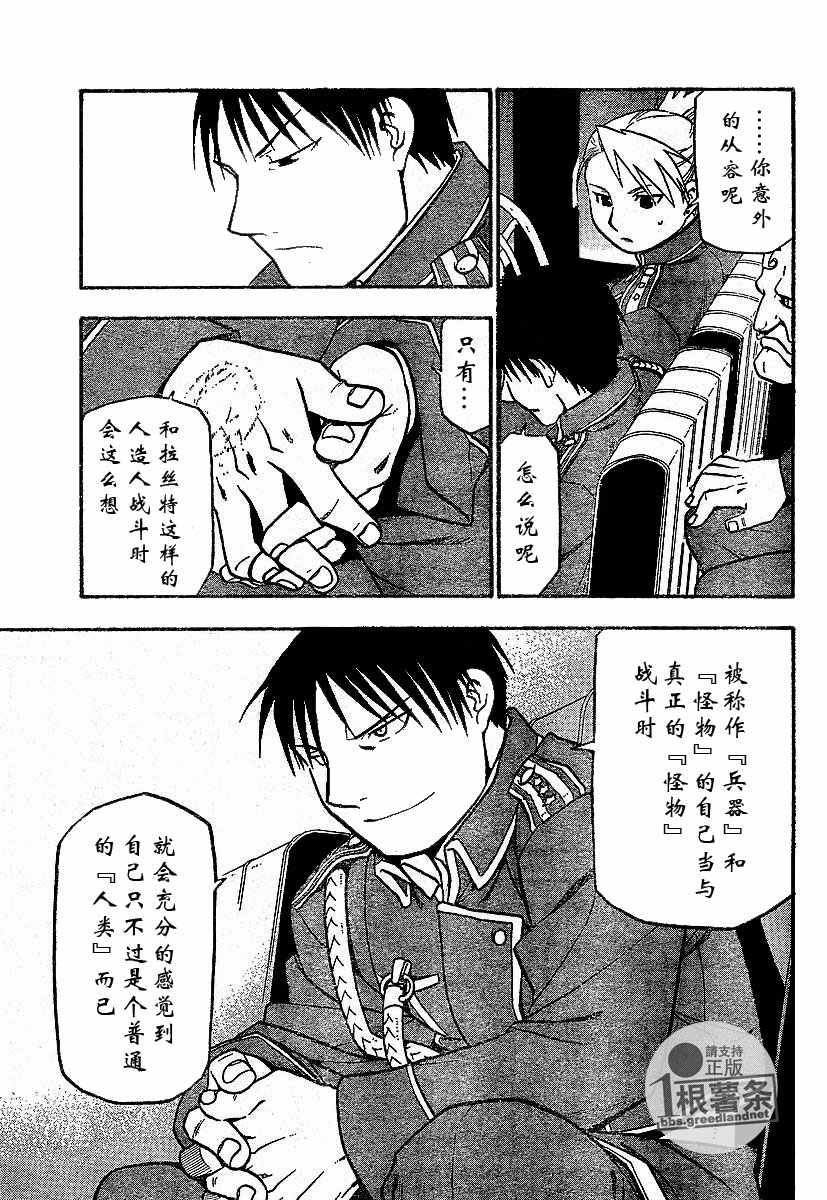 ……你意外
的从容呢
怎么说呢
只有…
和拉丝特这样的
人造人战斗时
会这么想
被称作『兵器』和
『怪物』的自己当与
真正的『怪物』
战斗时
就会充分的感觉到
自己只不过是个普通
的『人类』而已
請支持
正版
1根薯条
bbs.greedland.net